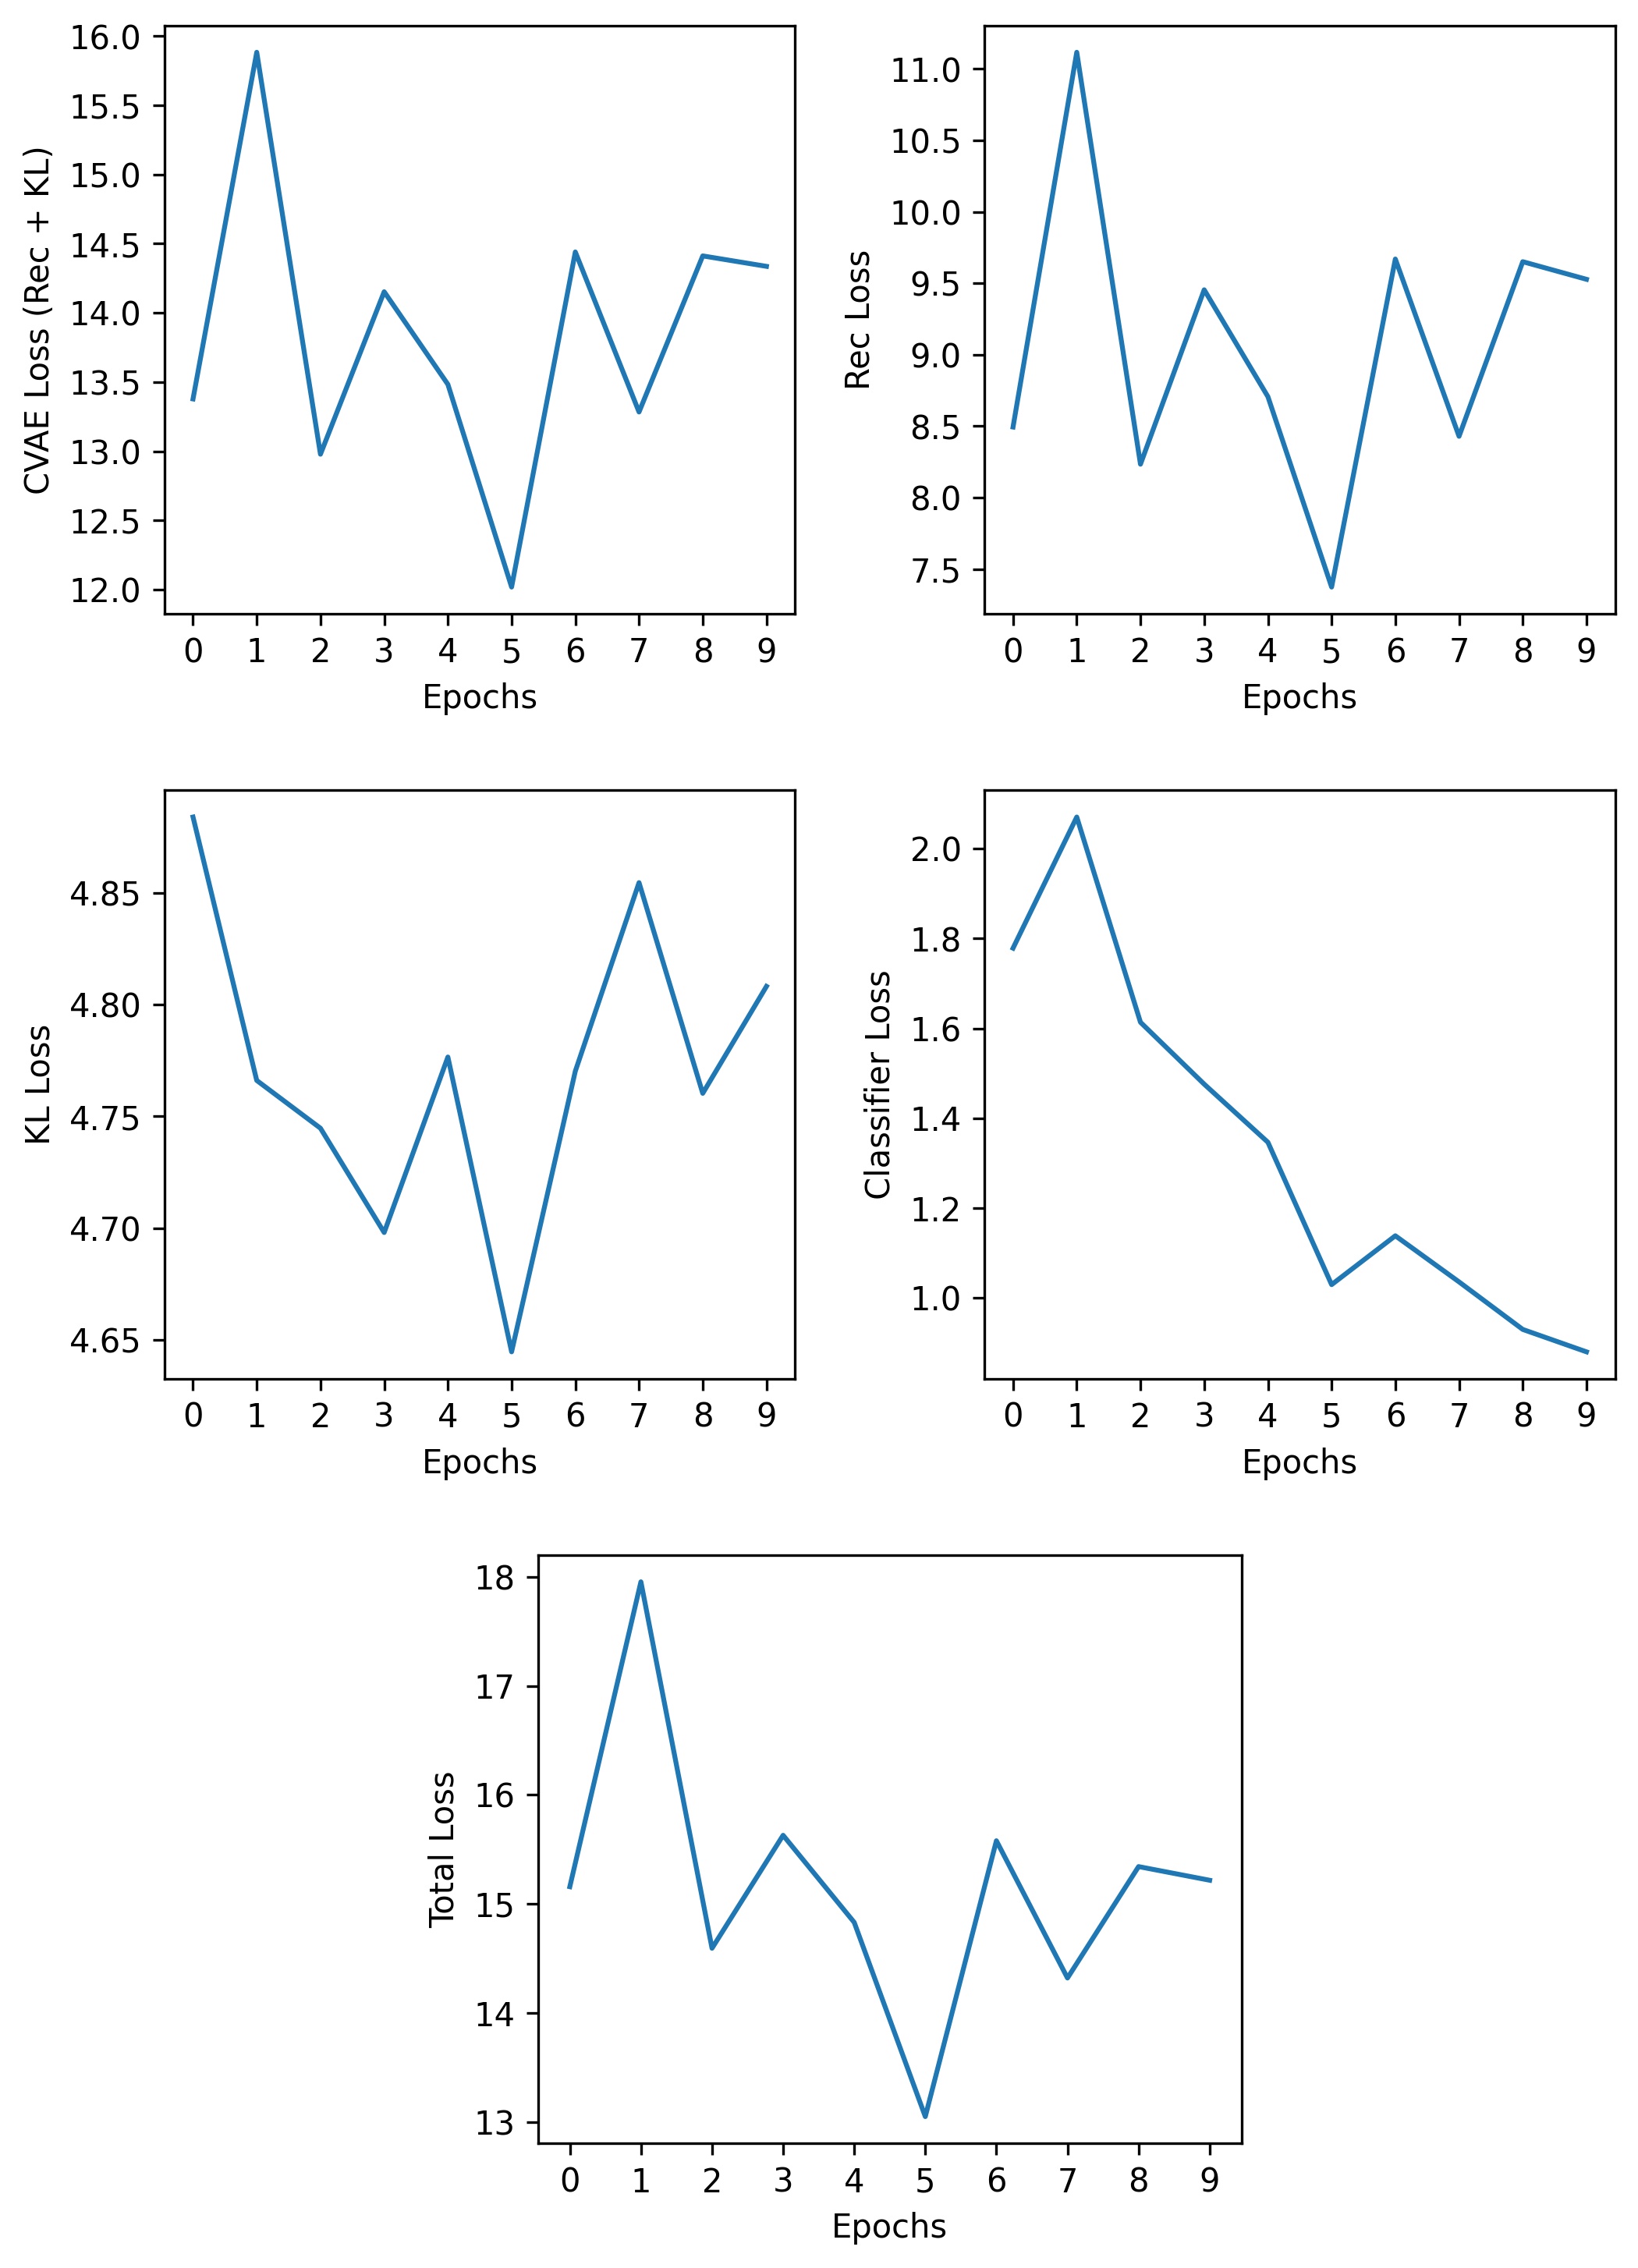 CVAE Loss (Rec + KL)
16.0
15.5
15.0
14.5
14.0
13.5
13.0
12.5
12.0
0 1 2 3 4 5 6 7 8 9
Epochs
Rec Loss
11.0
10.5
10.0
9.5
9.0
8.5
8.0
7.5
0 1 2 3 4 5 6 7 8 9
Epochs
KL Loss
4.85
4.80
4.75
4.70
4.65
0 1 2 3 4 5 6 7 8 9
Epochs
Classifier Loss
2.0
1.8
1.6
1.4
1.2
1.0
0 1 2 3 4 5 6 7 8 9
Epochs
Total Loss
18
17
16
15
14
13
0 1 2 3 4 5 6 7 8 9
Epochs